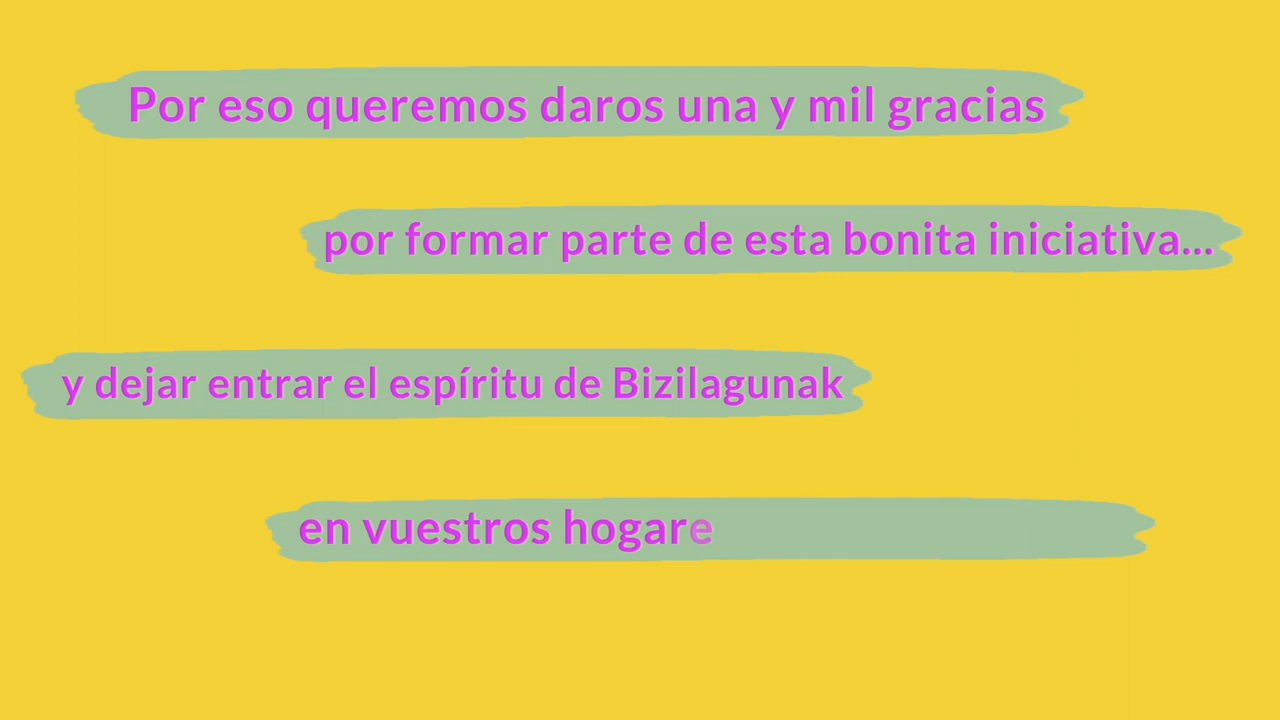 Por eso queremos daros una y mil gracias
por formar parte de esta bonita iniciativa...
y dejar entrar el espíritu de Bizilagunak
en vuestros hogare